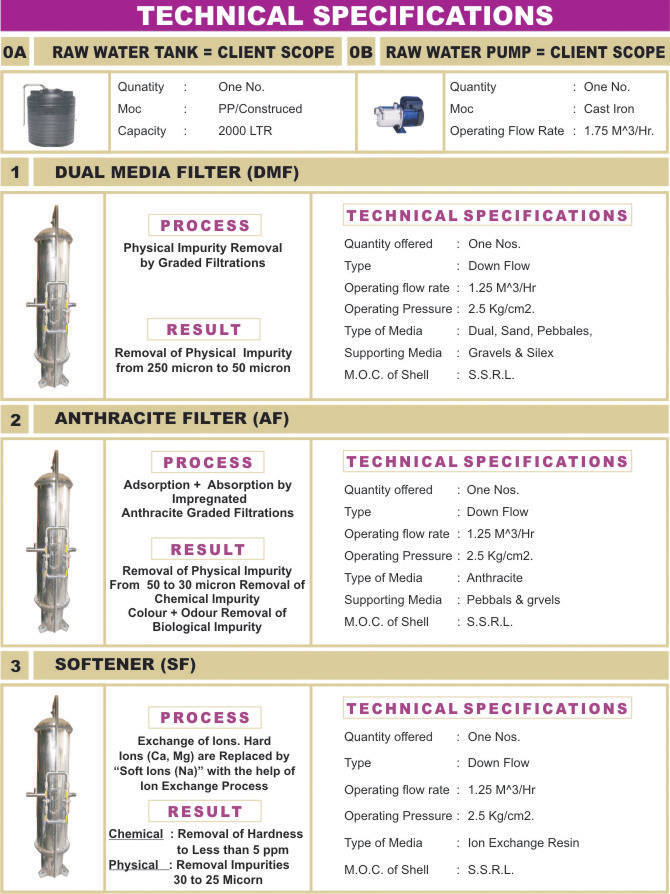 TECHNICAL SPECIFICATIONS
0A RAW WATER TANK = CLIENT SCOPE
0B RAW WATER PUMP = CLIENT SCOPE
Qunatity : One No.
Moc : PP/Construced
Capacity : 2000 LTR
Quantity : One No.
Moc : Cast Iron
Operating Flow Rate : 1.75 M^3/Hr.
1 DUAL MEDIA FILTER (DMF)
PROCESS
Physical Impurity Removal
by Graded Filtrations
RESULT
Removal of Physical Impurity
from 250 micron to 50 micron
TECHNICAL SPECIFICATIONS
Quantity offered : One Nos.
Type : Down Flow
Operating flow rate : 1.25 M^3/Hr
Operating Pressure : 2.5 Kg/cm2.
Type of Media : Dual, Sand, Pebbales,
Supporting Media : Gravels & Silex
M.O.C. of Shell : S.S.R.L.
2 ANTHRACITE FILTER (AF)
PROCESS
Adsorption + Absorption by
Impregnated
Anthracite Graded Filtrations
RESULT
Removal of Physical Impurity
From 50 to 30 micron Removal of
Chemical Impurity
Colour + Odour Removal of
Biological Impurity
TECHNICAL SPECIFICATIONS
Quantity offered : One Nos.
Type : Down Flow
Operating flow rate : 1.25 M^3/Hr
Operating Pressure : 2.5 Kg/cm2.
Type of Media : Anthracite
Supporting Media : Pebbals & grvels
M.O.C. of Shell : S.S.R.L.
3 SOFTENER (SF)
PROCESS
Exchange of Ions. Hard
Ions (Ca, Mg) are Replaced by
“Soft Ions (Na)” with the help of
Ion Exchange Process
RESULT
Chemical : Removal of Hardness
to Less than 5 ppm
Physical : Removal Impurities
30 to 25 Micorn
TECHNICAL SPECIFICATIONS
Quantity offered : One Nos.
Type : Down Flow
Operating flow rate : 1.25 M^3/Hr
Operating Pressure : 2.5 Kg/cm2.
Type of Media : Ion Exchange Resin
M.O.C. of Shell : S.S.R.L.